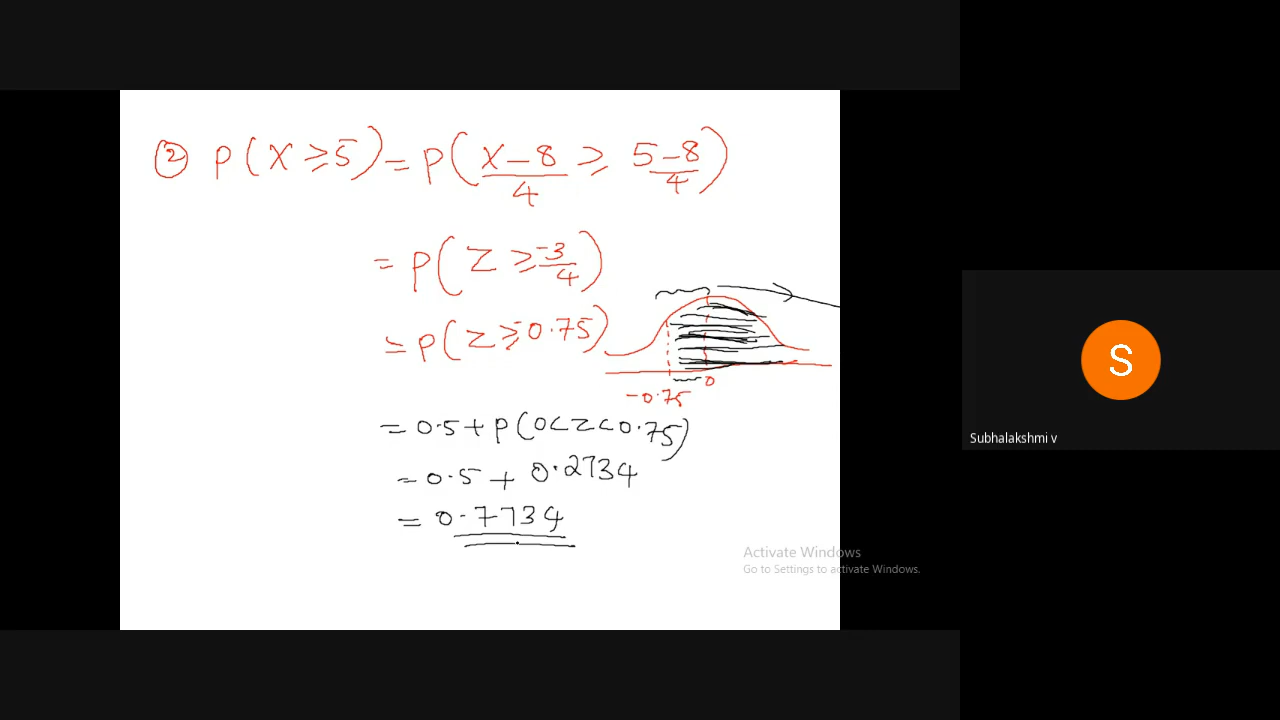 ② P(X ≥ 5) = P(X-8/4 ≥ 5-8/4)
= P(Z ≥ -3/4)
= P(Z ≥ -0.75)
-0.75 0
= 0.5 + P(0<Z<0.75)
= 0.5 + 0.2734
= 0.7734
S
Subhalakshmi v
Activate Windows
Go to Settings to activate Windows.